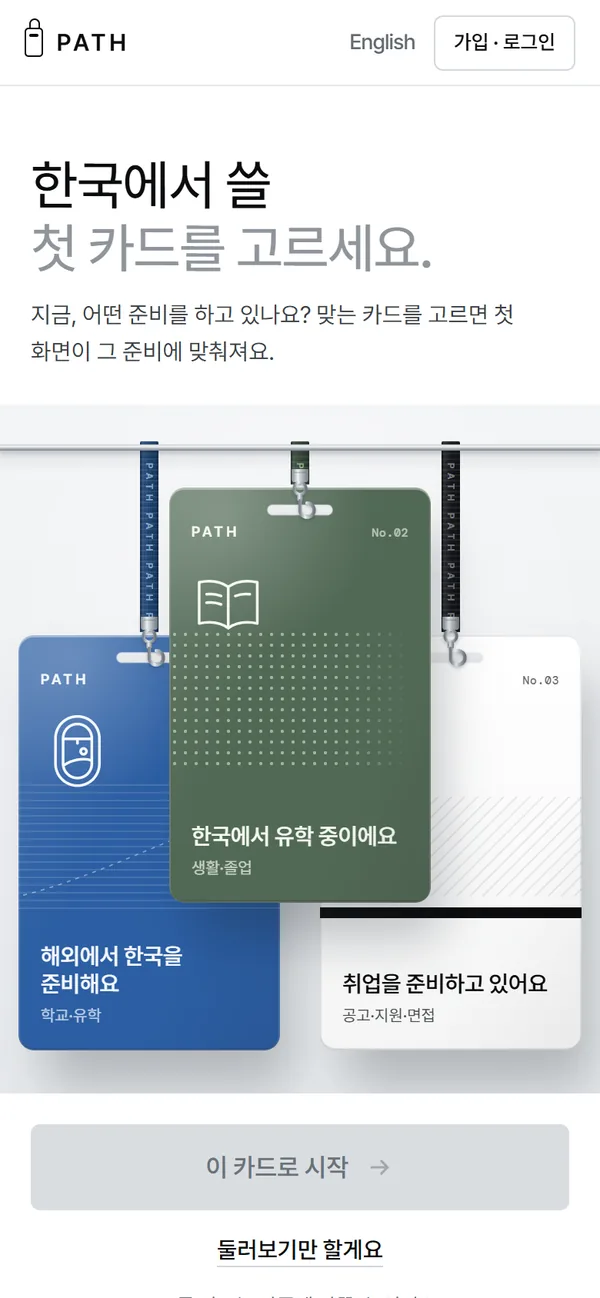 PATH
English
가입 · 로그인
한국에서 쓸
첫 카드를 고르세요.
지금, 어떤 준비를 하고 있나요? 맞는 카드를 고르면 첫
화면이 그 준비에 맞춰져요.
PATH PATH PATH
P
PATH PATH PATH
PATH
No.02
한국에서 유학 중이에요
생활·졸업
PATH
해외에서 한국을
준비해요
학교·유학
No.03
취업을 준비하고 있어요
공고·지원·면접
이 카드로 시작 →
둘러보기만 할게요